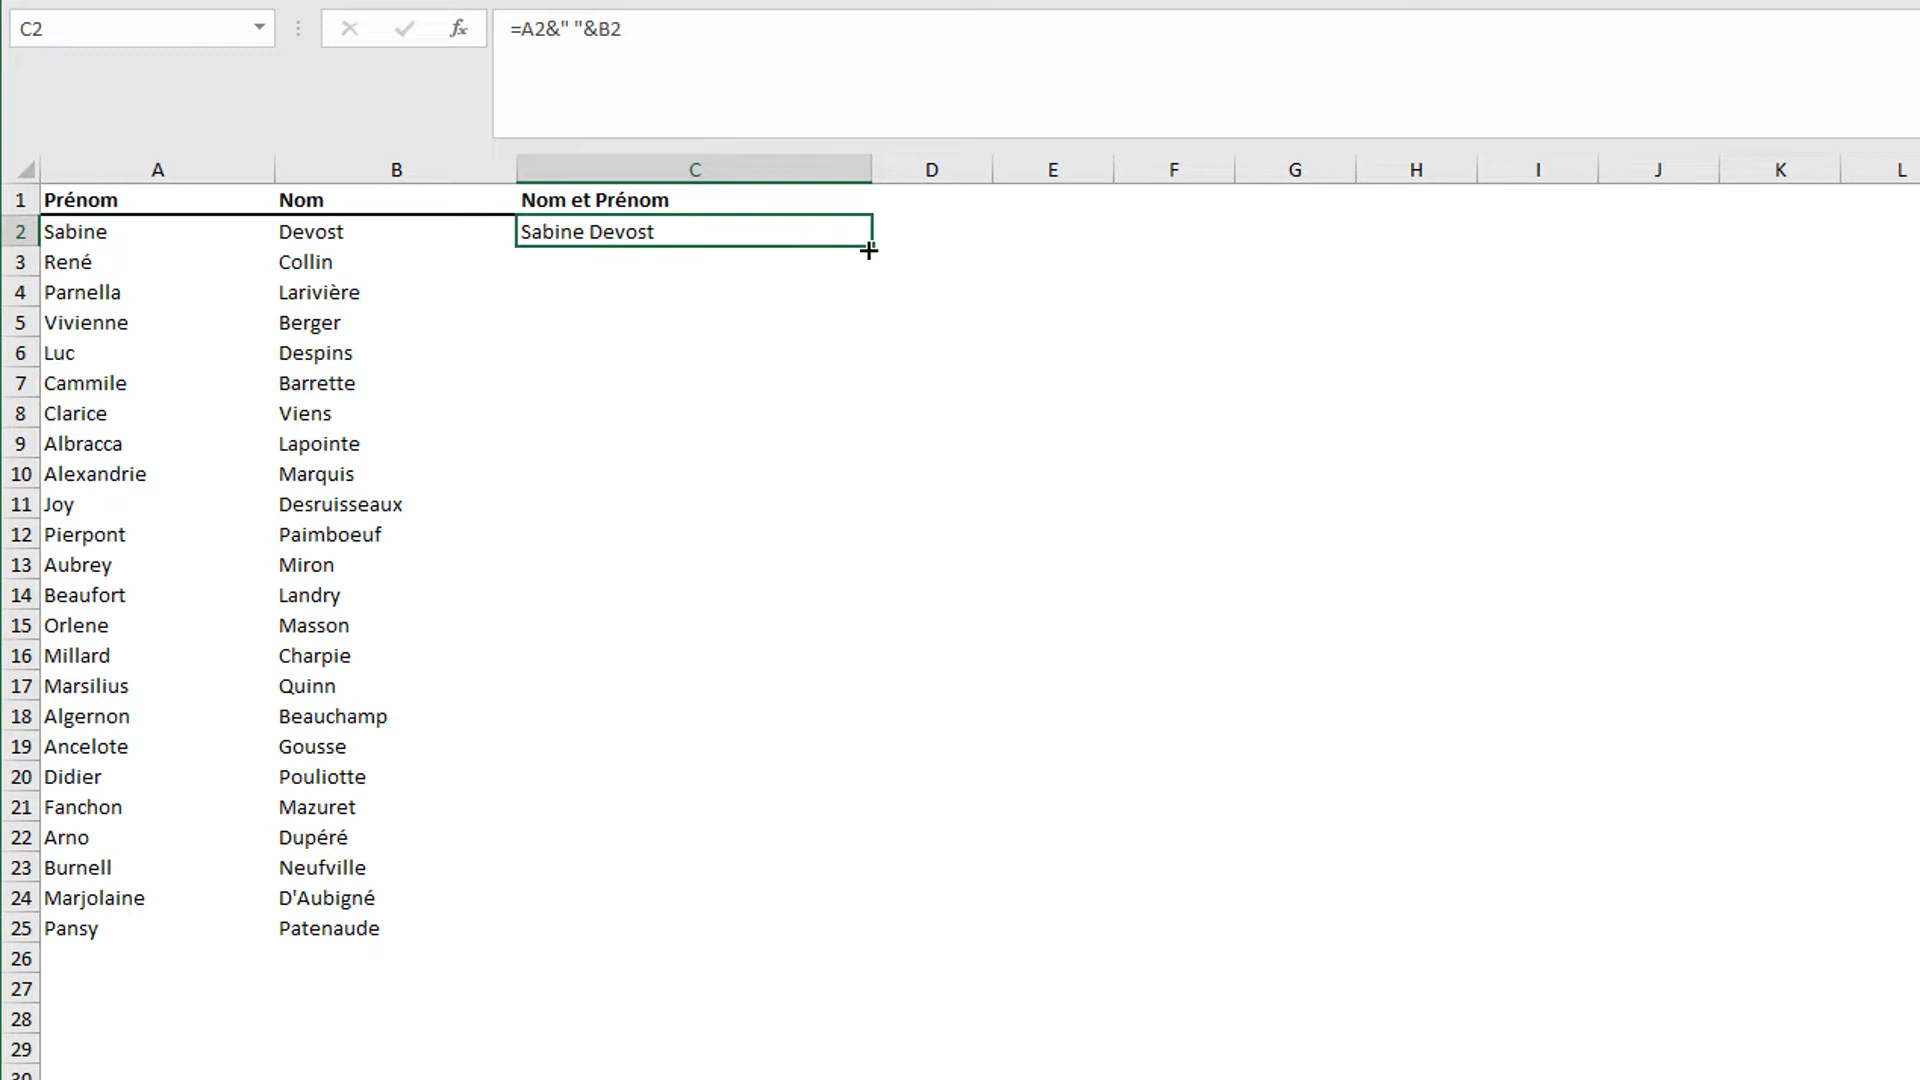 C2 fx =A2&" "&B2
A B C D E F G H I J K L
1 Prénom Nom Nom et Prénom
2 Sabine Devost Sabine Devost
3 René Collin
4 Parnella Larivière
5 Vivienne Berger
6 Luc Despins
7 Cammile Barrette
8 Clarice Viens
9 Albracca Lapointe
10 Alexandrie Marquis
11 Joy Desruisseaux
12 Pierpont Paimboeuf
13 Aubrey Miron
14 Beaufort Landry
15 Orlene Masson
16 Millard Charpie
17 Marsilius Quinn
18 Algernon Beauchamp
19 Ancelote Gousse
20 Didier Pouliotte
21 Fanchon Mazuret
22 Arno Dupéré
23 Burnell Neufville
24 Marjolaine D'Aubigné
25 Pansy Patenaude
26
27
28
29
30